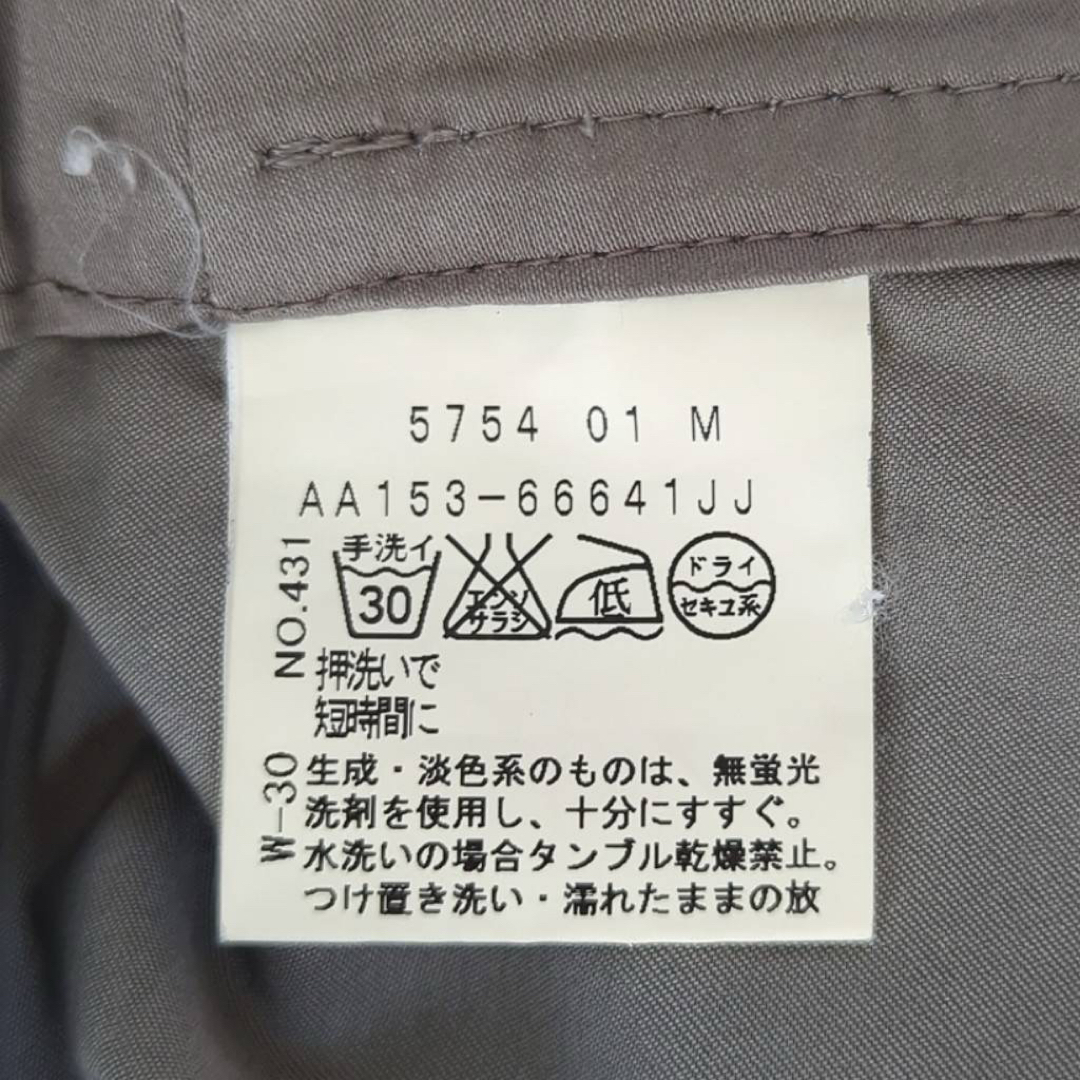 5754 01 M
AA153-66641JJ
NO.431
手洗イ
30
エンソ
サラシ
低
ドライ
セキユ系
押洗いで
短時間に
W-30
生成・淡色系のものは、無蛍光
洗剤を使用し、十分にすすぐ。
水洗いの場合タンブル乾燥禁止。
つけ置き洗い・濡れたままの放